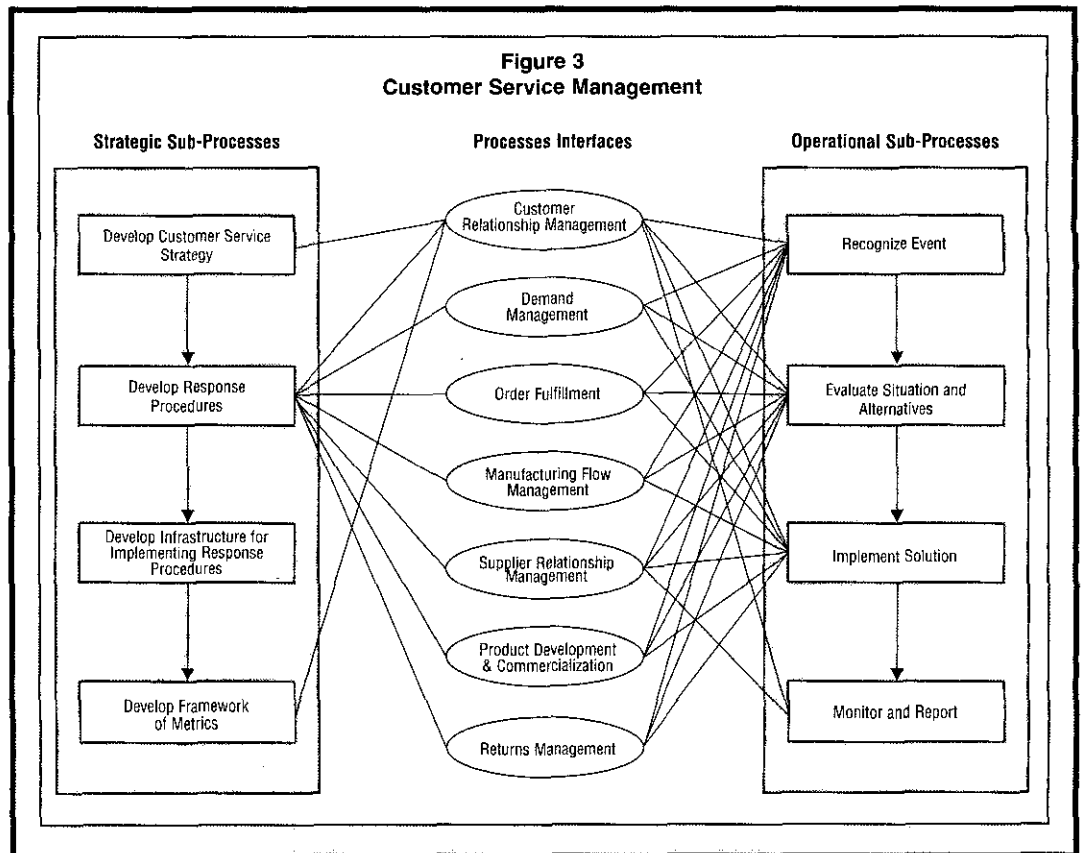 Figure 3
Customer Service Management
Strategic Sub-Processes
Processes Interfaces
Operational Sub-Processes
Develop Customer Service
Strategy
Develop Response
Procedures
Develop Infrastructure for
Implementing Response
Procedures
Develop Framework
of Metrics
Customer
Relationship Management
Demand
Management
Order Fulfillment
Manufacturing Flow
Management
Supplier Relationship
Management
Product Development
& Commercialization
Returns Management
Recognize Event
Evaluate Situation and
Alternatives
Implement Solution
Monitor and Report